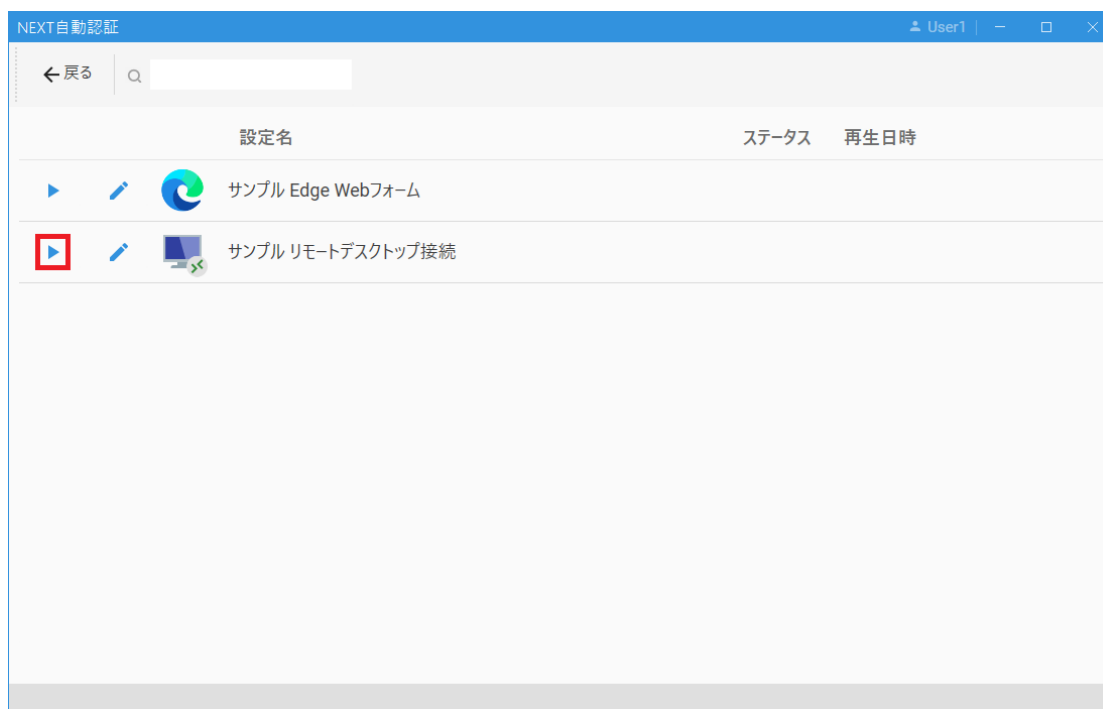 NEXT自動認証
User1
戻る
設定名 ステータス 再生日時
サンプル Edge Webフォーム
サンプル リモートデスクトップ接続